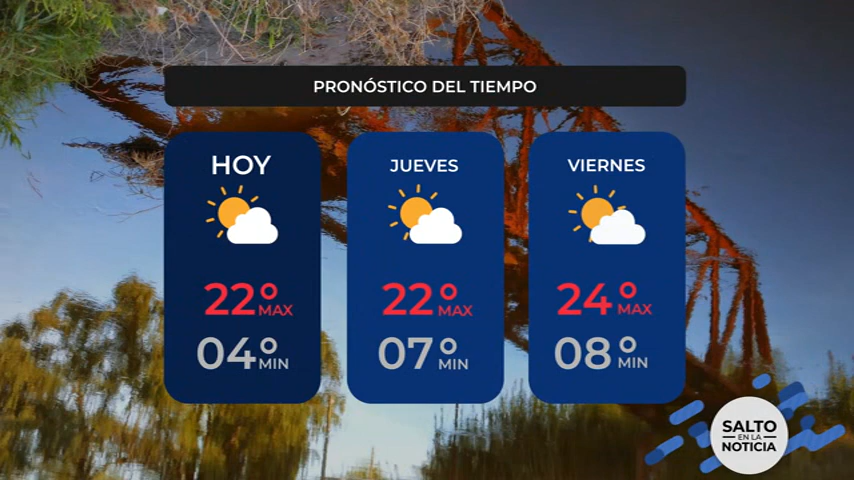 PRONÓSTICO DEL TIEMPO
HOY
22° MAX
04° MIN
JUEVES
22° MAX
07° MIN
VIERNES
24° MAX
08° MIN
SALTO
EN LA
NOTICIA